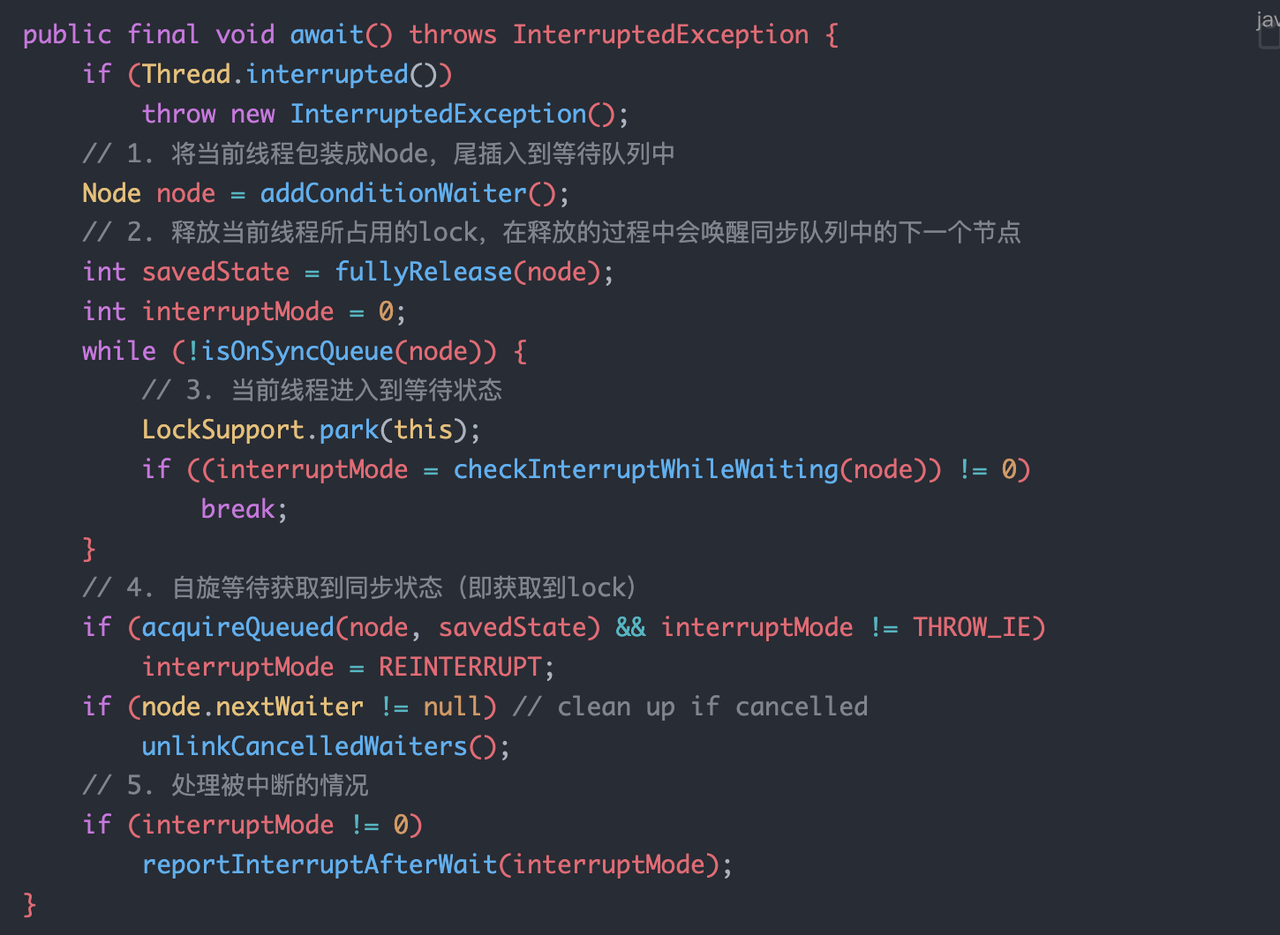 jav
public final void await() throws InterruptedException {
    if (Thread.interrupted())
        throw new InterruptedException();
    // 1. 将当前线程包装成Node，尾插入到等待队列中
    Node node = addConditionWaiter();
    // 2. 释放当前线程所占用的lock，在释放的过程中会唤醒同步队列中的下一个节点
    int savedState = fullyRelease(node);
    int interruptMode = 0;
    while (!isOnSyncQueue(node)) {
        // 3. 当前线程进入到等待状态
        LockSupport.park(this);
        if ((interruptMode = checkInterruptWhileWaiting(node)) != 0)
            break;
    }
    // 4. 自旋等待获取到同步状态（即获取到lock）
    if (acquireQueued(node, savedState) && interruptMode != THROW_IE)
        interruptMode = REINTERRUPT;
    if (node.nextWaiter != null) // clean up if cancelled
        unlinkCancelledWaiters();
    // 5. 处理被中断的情况
    if (interruptMode != 0)
        reportInterruptAfterWait(interruptMode);
}